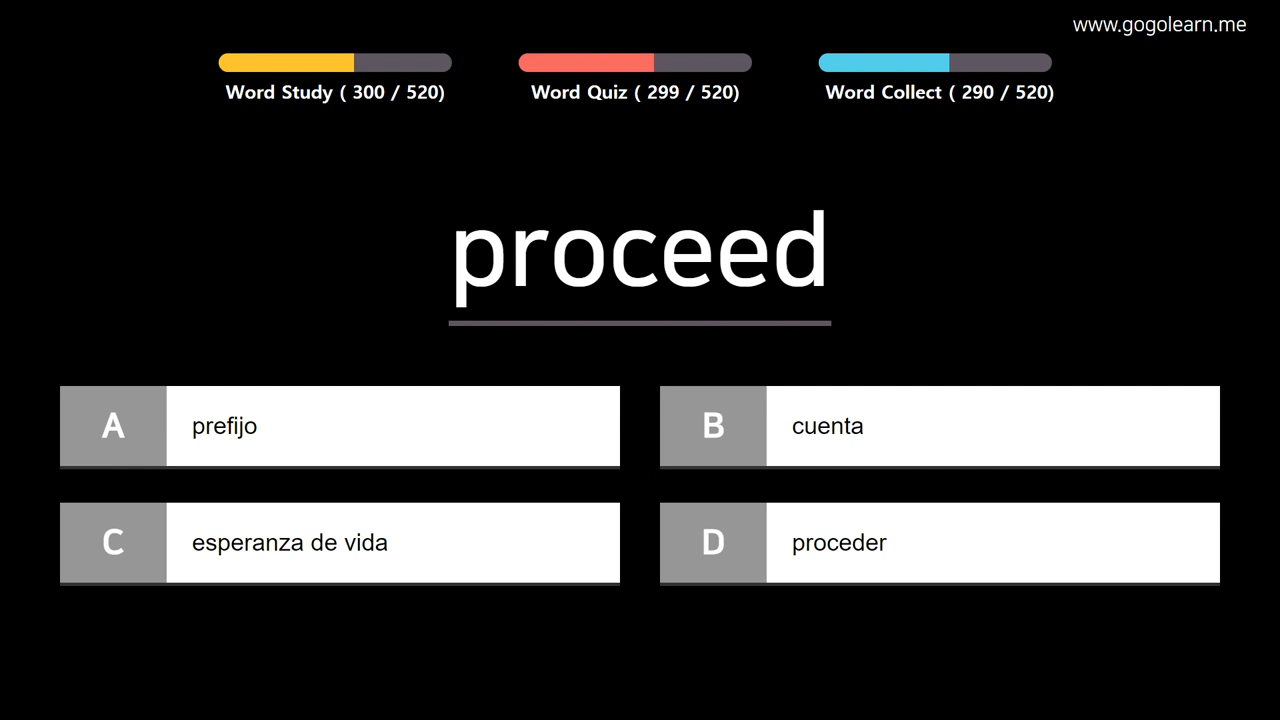 www.gogolearn.me
Word Study ( 300 / 520)
Word Quiz ( 299 / 520)
Word Collect ( 290 / 520)
proceed
A prefijo
B cuenta
C esperanza de vida
D proceder